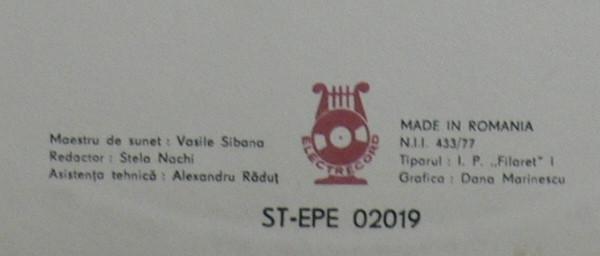 Maestru de sunet : Vasile Sibana
Redactor : Stela Nachi
Asistența tehnică : Alexandru Răduț
ELECTRECORD
MADE IN ROMANIA
N.I.I. 433/77
Tiparul : I. P. „Filaret" I
Grafica : Dana Marinescu
ST-EPE 02019